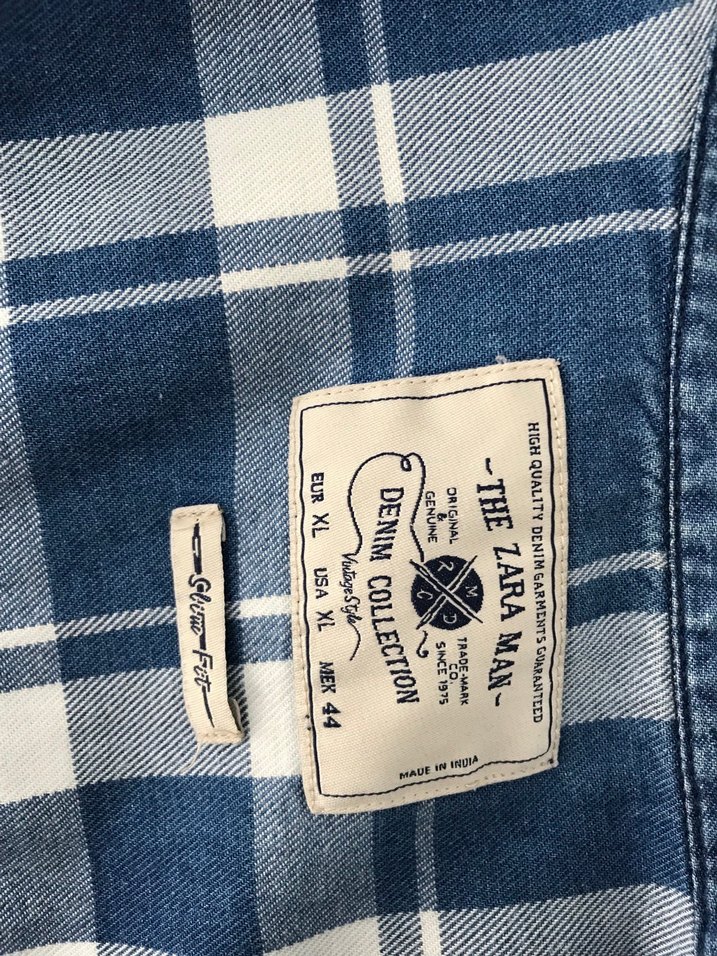 HIGH QUALITY DENIM GARMENTS GUARANTEED
-THE ZARA MAN-
ORIGINAL
&
GENUINE
R M
C D
TRADE-MARK
CO.
SINCE 1975
DENIM COLLECTION
Vintage Style
EUR XL USA XL MEX 44
MADE IN INDIA
Slim Fit